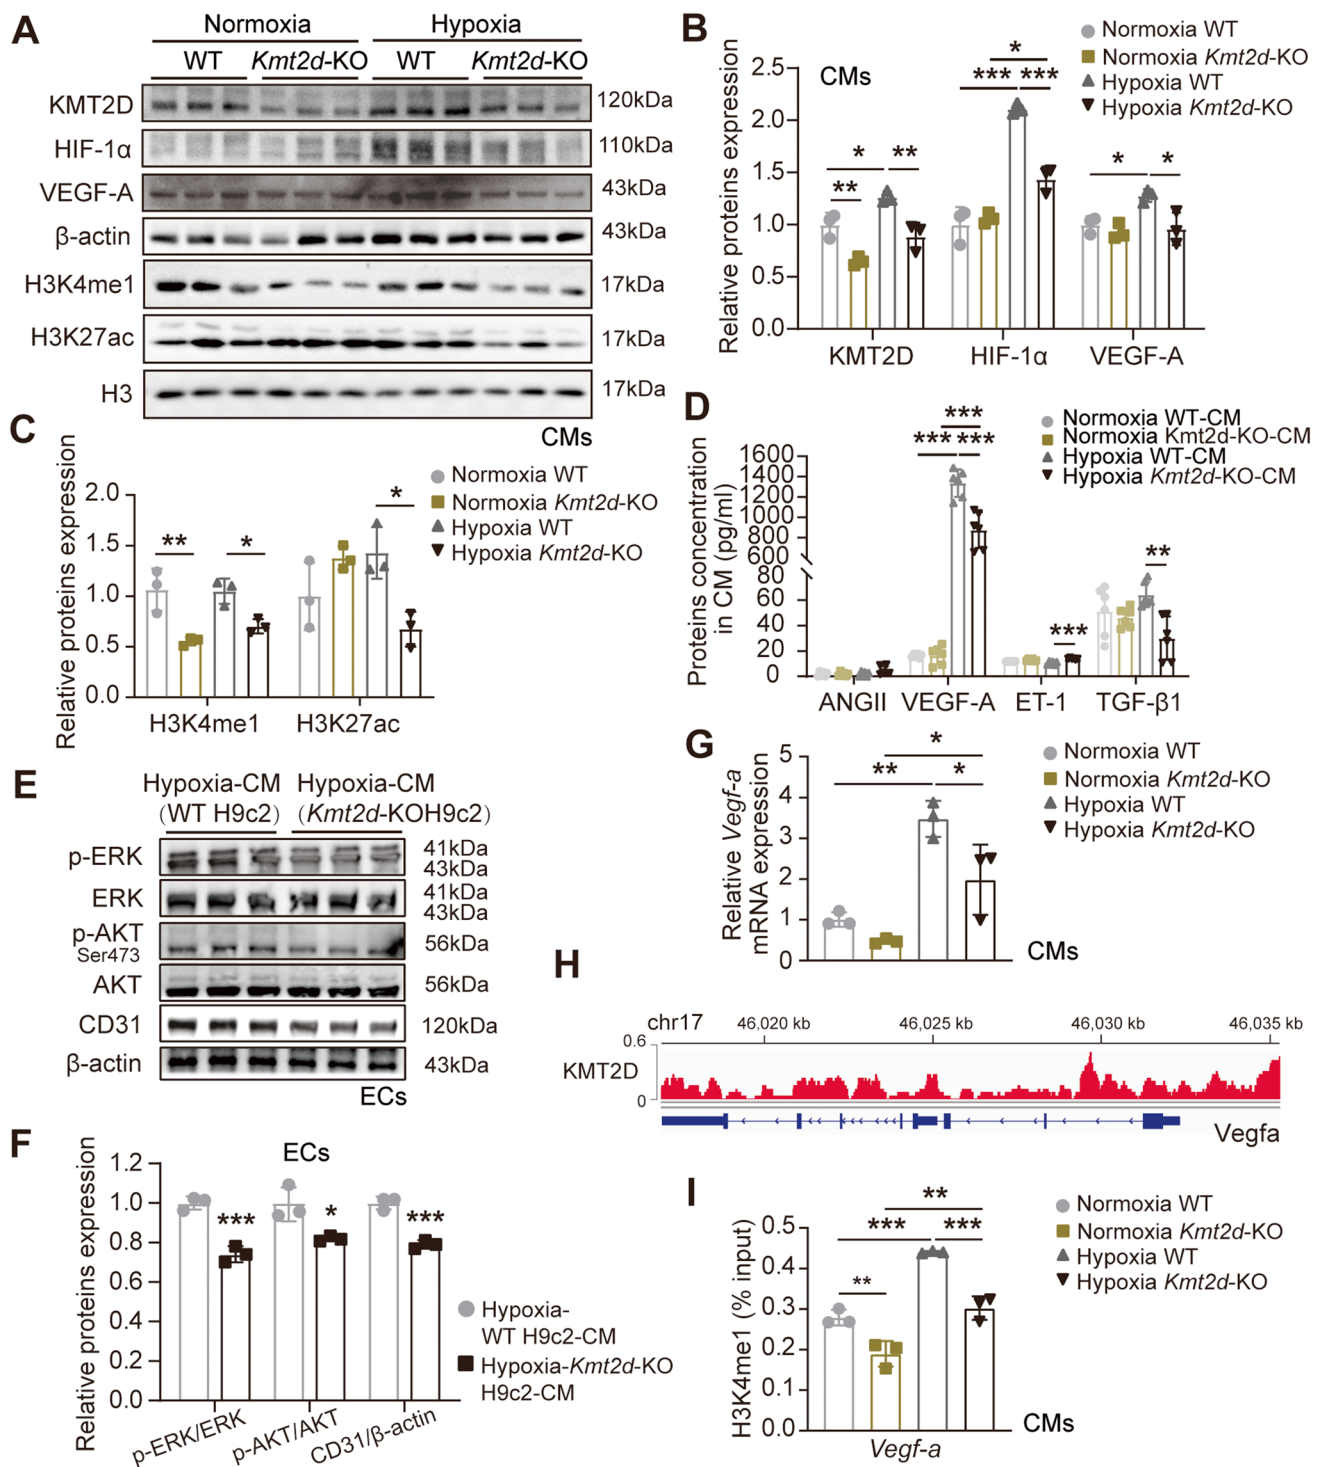 A
Normoxia
Hypoxia
WT
Kmt2d-KO
WT
Kmt2d-KO
KMT2D
120kDa
HIF-1α
110kDa
VEGF-A
43kDa
β-actin
43kDa
H3K4me1
17kDa
H3K27ac
17kDa
H3
17kDa
CMs
B
CMs
Normoxia WT
Normoxia Kmt2d-KO
Hypoxia WT
Hypoxia Kmt2d-KO
Relative proteins expression
2.5
2.0
1.5
1.0
0.5
0.0
* ** * ** *** * *** * *
KMT2D
HIF-1α
VEGF-A
C
Normoxia WT
Normoxia Kmt2d-KO
Hypoxia WT
Hypoxia Kmt2d-KO
Relative proteins expression
2.0
1.5
1.0
0.5
0.0
** * *
H3K4me1
H3K27ac
D
Normoxia WT-CM
Normoxia Kmt2d-KO-CM
Hypoxia WT-CM
Hypoxia Kmt2d-KO-CM
Proteins concentration
in CM (pg/ml)
1600
1400
1200
1000
800
600
80
60
40
20
0
***
*** ***
***
**
ANGII
VEGF-A
ET-1
TGF-β1
E
Hypoxia-CM
(WT H9c2)
Hypoxia-CM
(Kmt2d-KOH9c2)
p-ERK
41kDa
43kDa
ERK
41kDa
43kDa
p-AKT
Ser473
56kDa
AKT
56kDa
CD31
120kDa
β-actin
43kDa
ECs
F
ECs
Relative proteins expression
1.2
1.0
0.8
0.6
0.4
0.2
0.0
*** * ***
p-ERK/ERK
p-AKT/AKT
CD31/β-actin
Hypoxia-
WT H9c2-CM
Hypoxia-Kmt2d-KO
H9c2-CM
G
Normoxia WT
Normoxia Kmt2d-KO
Hypoxia WT
Hypoxia Kmt2d-KO
Relative Vegf-a
mRNA expression
5
4
3
2
1
0
*
** *
CMs
H
chr17
46,020 kb
46,025 kb
46,030 kb
46,035 kb
0.6
KMT2D
0
Vegfa
I
Normoxia WT
Normoxia Kmt2d-KO
Hypoxia WT
Hypoxia Kmt2d-KO
H3K4me1 (% input)
0.5
0.4
0.3
0.2
0.1
0.0
**
*** ***
**
Vegf-a
CMs